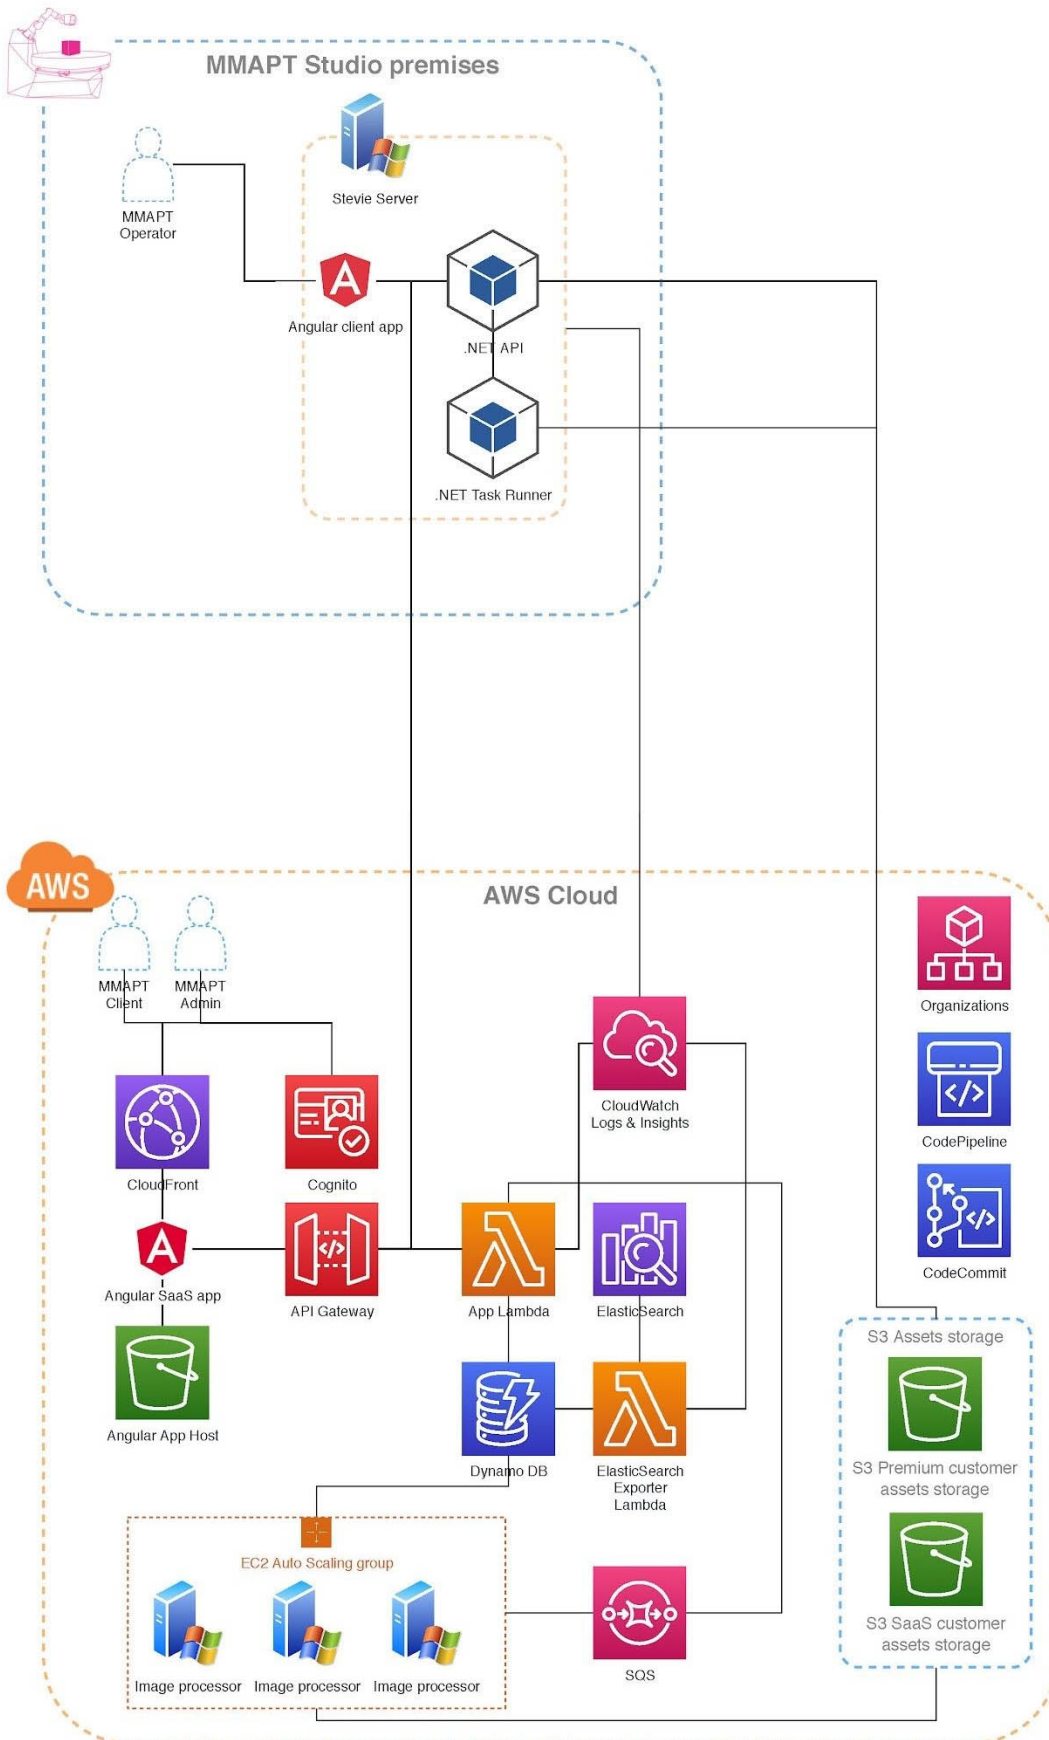 MMAPT Studio premises
Stevie Server
MMAPT
Operator
Angular client app
.NET API
.NET Task Runner
AWS
AWS Cloud
MMAPT
Client
MMAPT
Admin
Organizations
CloudWatch
Logs & Insights
CodePipeline
CloudFront
Cognito
CodeCommit
Angular SaaS app
API Gateway
App Lambda
ElasticSearch
S3 Assets storage
Angular App Host
Dynamo DB
ElasticSearch
Exporter
Lambda
S3 Premium customer
assets storage
EC2 Auto Scaling group
S3 SaaS customer
assets storage
Image processor
Image processor
Image processor
SQS